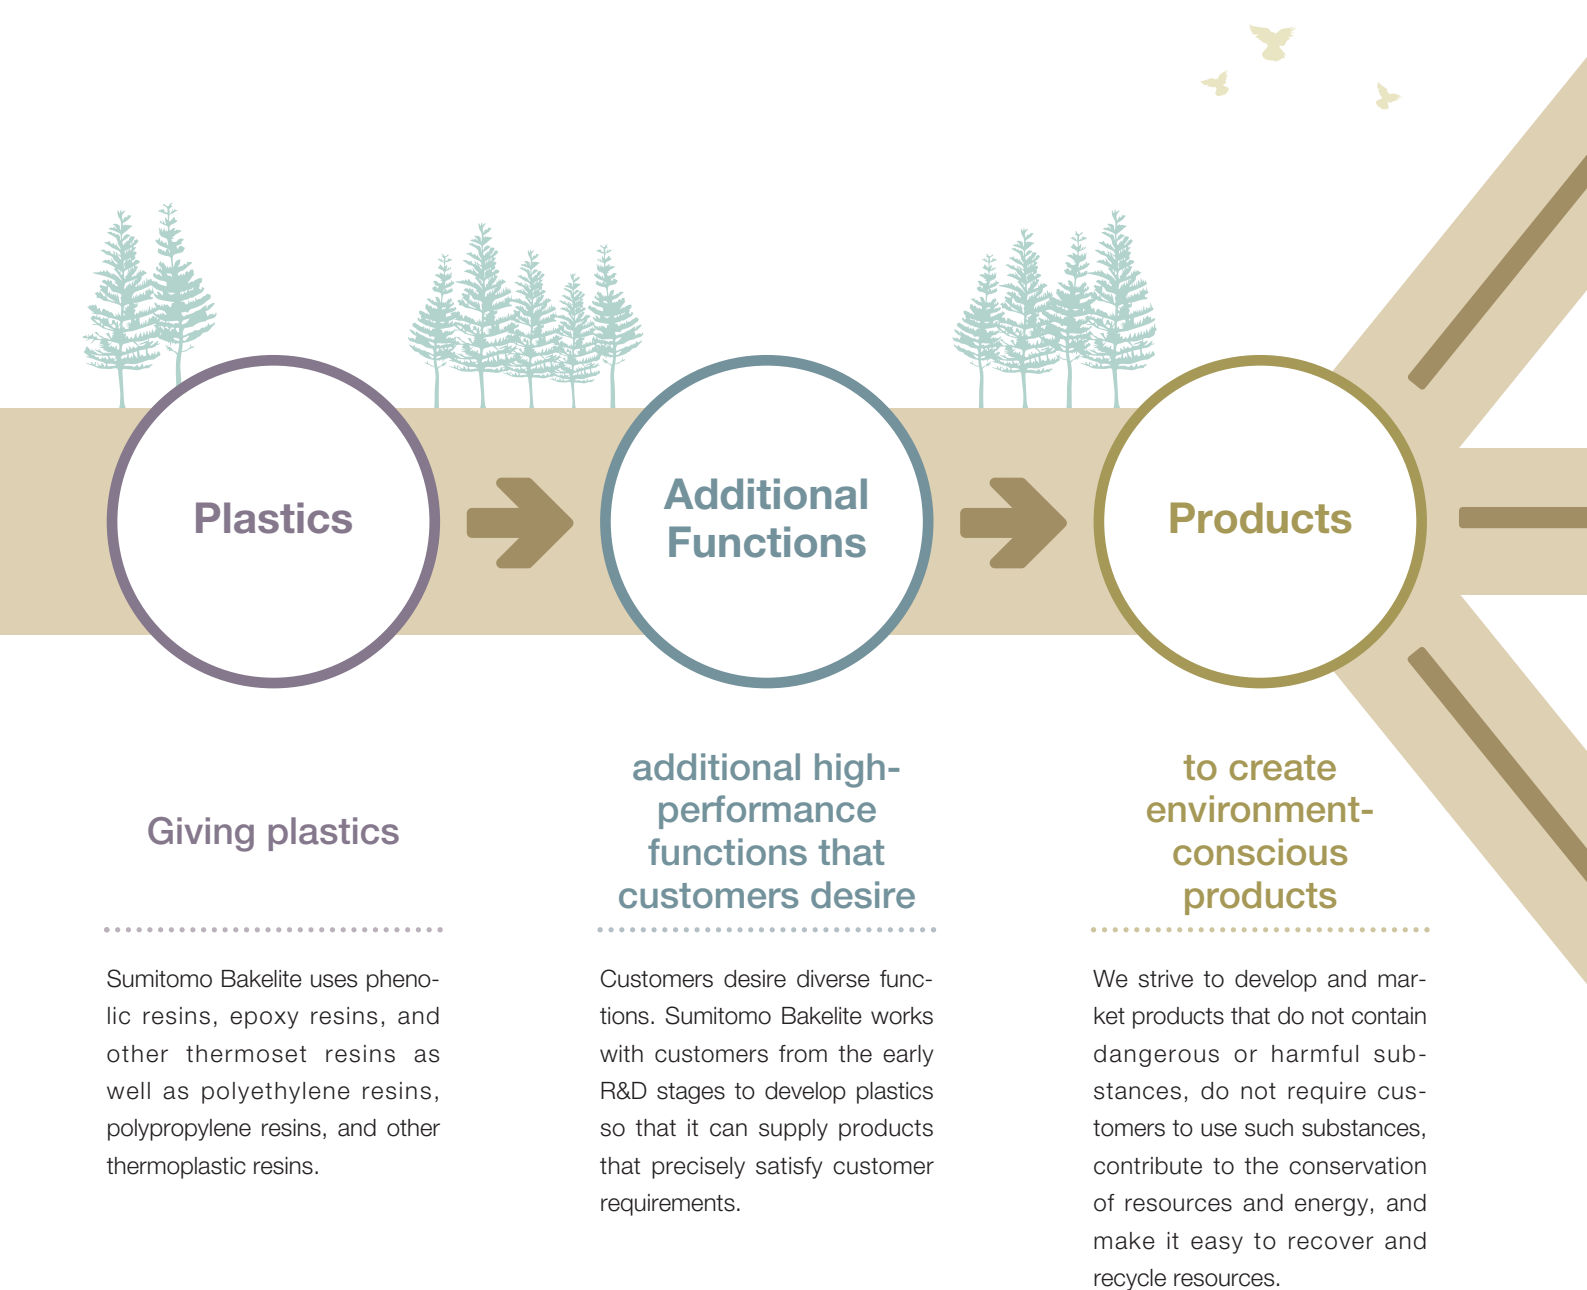 Plastics
Additional
Functions
Products
Giving plastics
additional high-
performance
functions that
customers desire
to create
environment-
conscious
products
Sumitomo Bakelite uses pheno-
lic resins, epoxy resins, and
other thermoset resins as
well as polyethylene resins,
polypropylene resins, and other
thermoplastic resins.
Customers desire diverse func-
tions. Sumitomo Bakelite works
with customers from the early
R&D stages to develop plastics
so that it can supply products
that precisely satisfy customer
requirements.
We strive to develop and mar-
ket products that do not contain
dangerous or harmful sub-
stances, do not require cus-
tomers to use such substances,
contribute to the conservation
of resources and energy, and
make it easy to recover and
recycle resources.